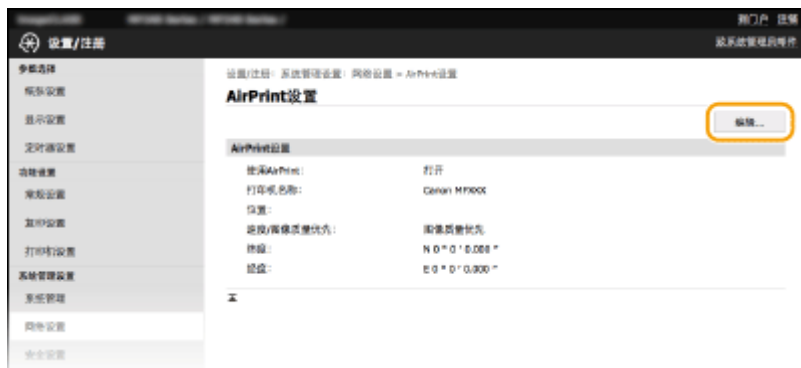 到门户 注销
设置/注册
给系统管理员邮件
参数选择
纸张设置
显示设置
定时器设置
功能设置
常规设置
复印设置
打印机设置
系统管理设置
系统管理
网络设置
安全设置
设置/注册: 系统管理设置: 网络设置 > AirPrint设置
AirPrint设置
编辑...
AirPrint设置
使用AirPrint: 打开
打印机名称: Canon MFXXX
位置:
速度/图像质量优先: 图像质量优先
纬度: N 0 ° 0 ' 0.000 "
经度: E 0 ° 0 ' 0.000 "